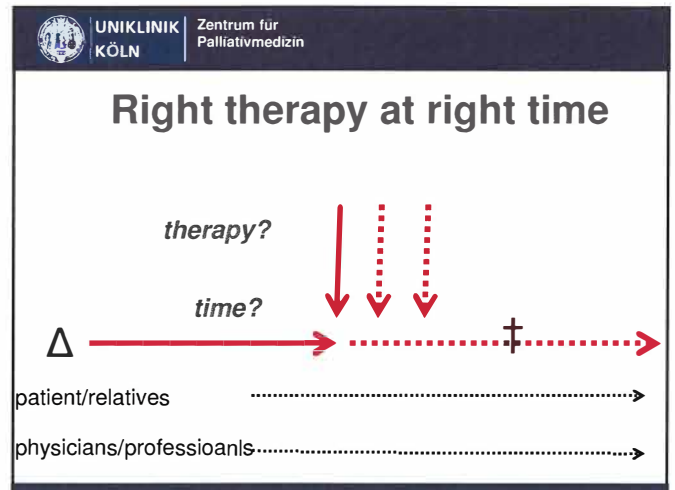 UNIKLINIK
KÖLN
Zentrum für
Palliativmedizin
Right therapy at right time
therapy?
time?
Δ
‡
patient/relatives
physicians/professioanls